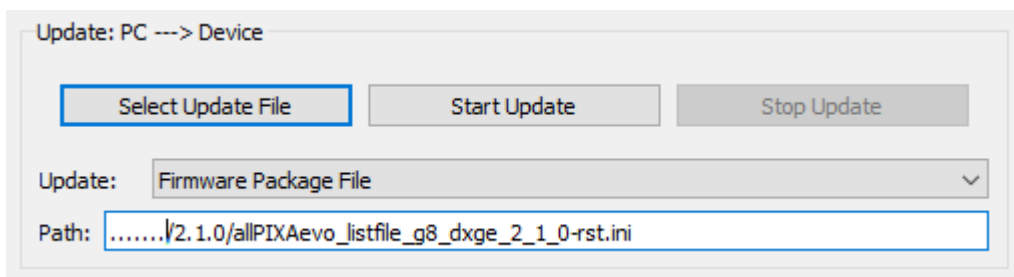 Update: PC ---> Device
Select Update File Start Update Stop Update
Update: Firmware Package File
Path: ......./2.1.0/allPIXAevo_listfile_g8_dxge_2_1_0-rst.ini